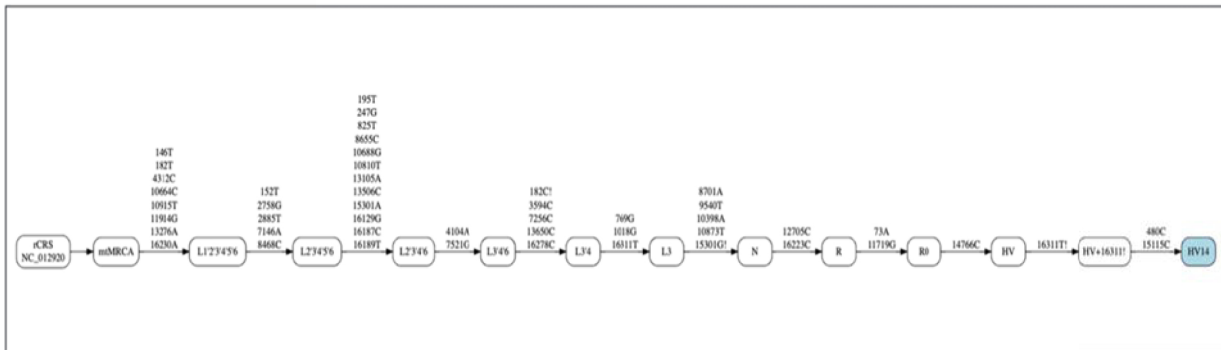 rCRS
NC_012920
mtMRCA
146T
182T
4312C
10664C
10915T
11914G
13276A
16230A
L1'2'3'4'5'6
152T
2758G
2885T
7146A
8468C
L2'3'4'5'6
195T
247G
825T
8655C
10688G
10810T
13105A
13506C
15301A
16129G
16187C
16189T
L2'3'4'6
4104A
7521G
L3'4'6
182C!
3594C
7256C
13650C
16278C
L3'4
769G
1018G
16311T
L3
8701A
9540T
10398A
10873T
15301G!
N
12705C
16223C
R
73A
11719G
R0
14766C
HV
16311T!
HV+16311!
480C
15115C
HV14